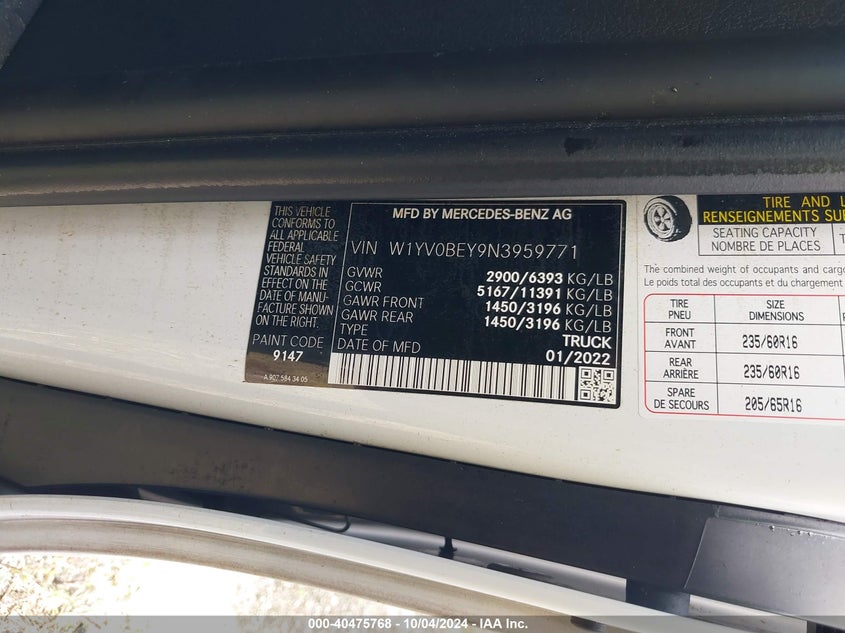 THIS VEHICLE
CONFORMS TO
ALL APPLICABLE
FEDERAL
VEHICLE SAFETY
STANDARDS IN
EFFECT ON THE
DATE OF MANU-
FACTURE SHOWN
ON THE RIGHT.
PAINT CODE
9147
A 907 584 34 05
MFD BY MERCEDES-BENZ AG
VIN W1YV0BEY9N3959771
GVWR 2900/6393 KG/LB
GCWR 5167/11391 KG/LB
GAWR FRONT 1450/3196 KG/LB
GAWR REAR 1450/3196 KG/LB
TYPE TRUCK
DATE OF MFD 01/2022
TIRE AND L
RENSEIGNEMENTS SU
SEATING CAPACITY
NOMBRE DE PLACES
The combined weight of occupants and cargo
Le poids total des occupants et du chargement
TIRE SIZE
PNEU DIMENSIONS
FRONT
AVANT 235/60R16
REAR
ARRIÈRE 235/60R16
SPARE
DE SECOURS 205/65R16
000-40475768 - 10/04/2024 - IAA, Inc.